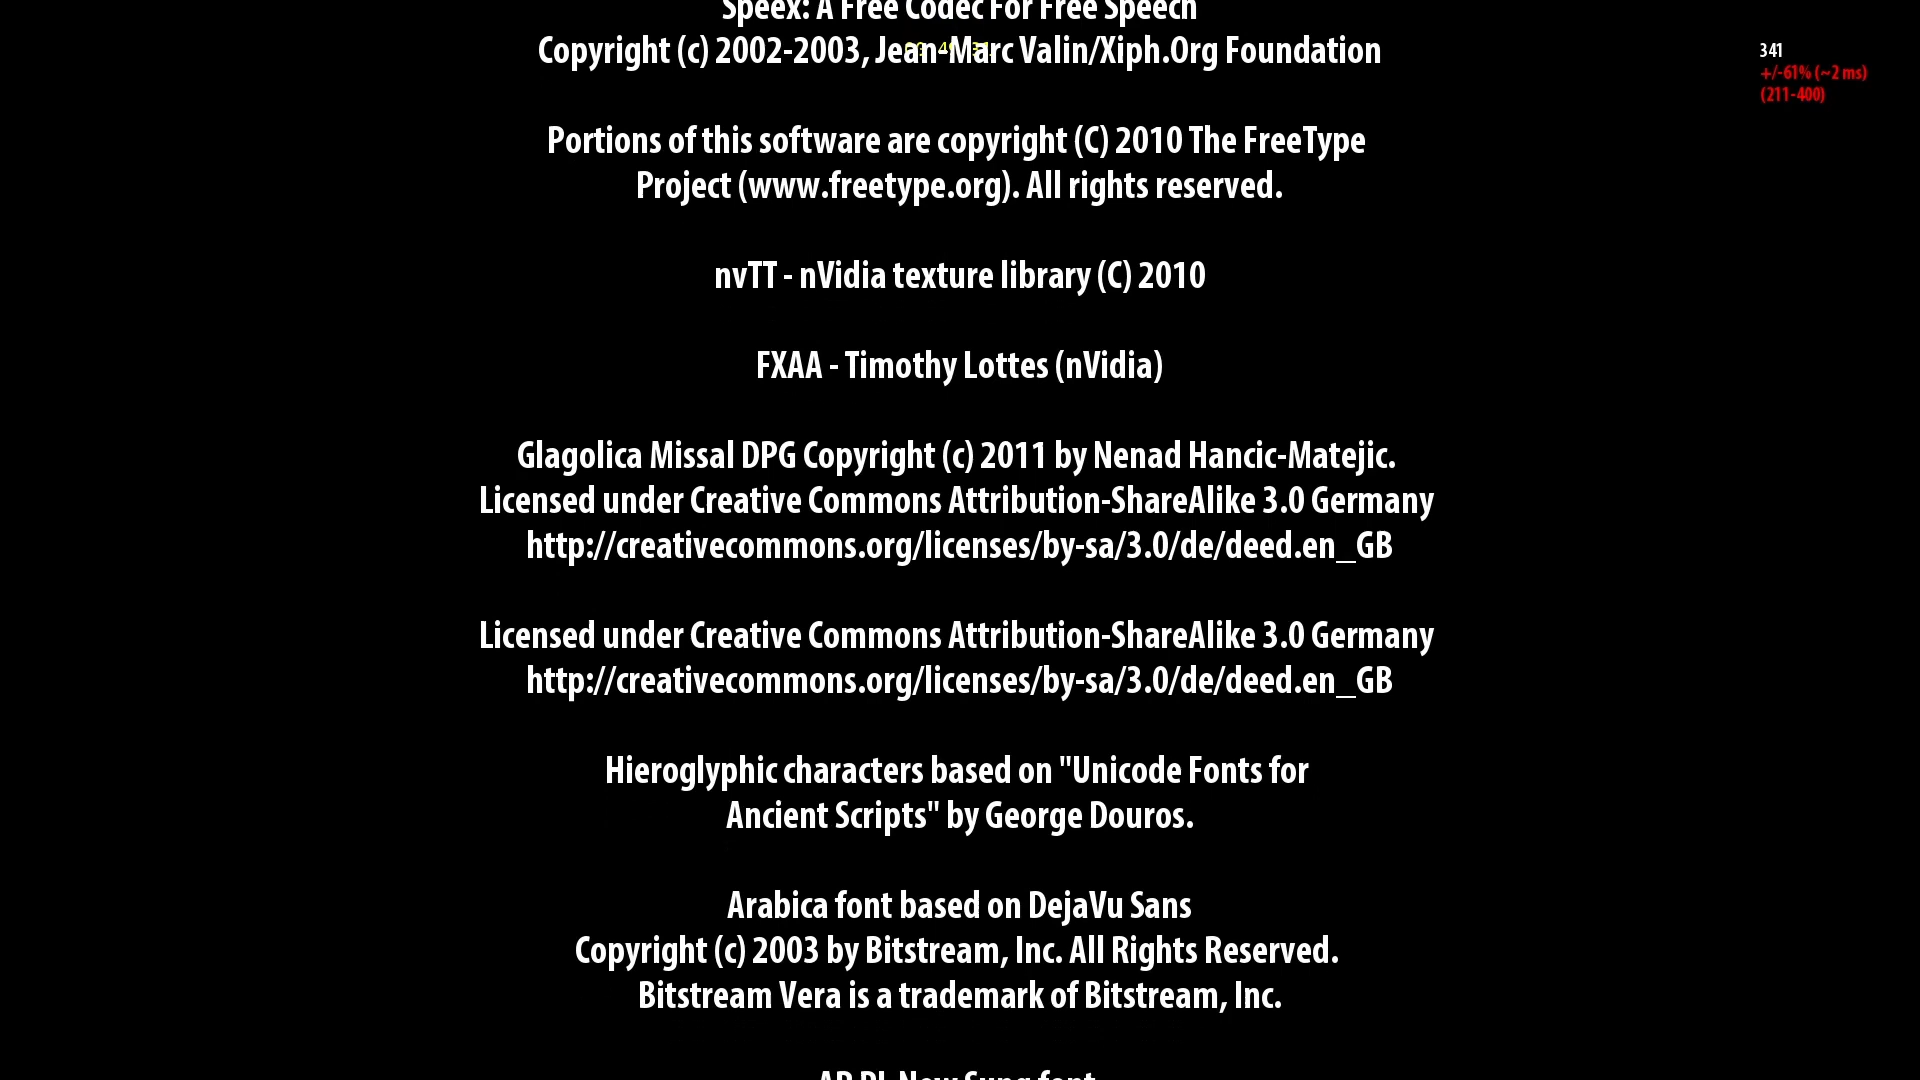 Speex: A Free Codec For Free Speech
Copyright (c) 2002-2003, Jean-Marc Valin/Xiph.Org Foundation
341
+/-61% (~2 ms)
(211-400)
Portions of this software are copyright (C) 2010 The FreeType
Project (www.freetype.org). All rights reserved.
nvTT - nVidia texture library (C) 2010
FXAA - Timothy Lottes (nVidia)
Glagolica Missal DPG Copyright (c) 2011 by Nenad Hancic-Matejic.
Licensed under Creative Commons Attribution-ShareAlike 3.0 Germany
http://creativecommons.org/licenses/by-sa/3.0/de/deed.en_GB
Licensed under Creative Commons Attribution-ShareAlike 3.0 Germany
http://creativecommons.org/licenses/by-sa/3.0/de/deed.en_GB
Hieroglyphic characters based on "Unicode Fonts for
Ancient Scripts" by George Douros.
Arabica font based on DejaVu Sans
Copyright (c) 2003 by Bitstream, Inc. All Rights Reserved.
Bitstream Vera is a trademark of Bitstream, Inc.
AR PL New Sung font